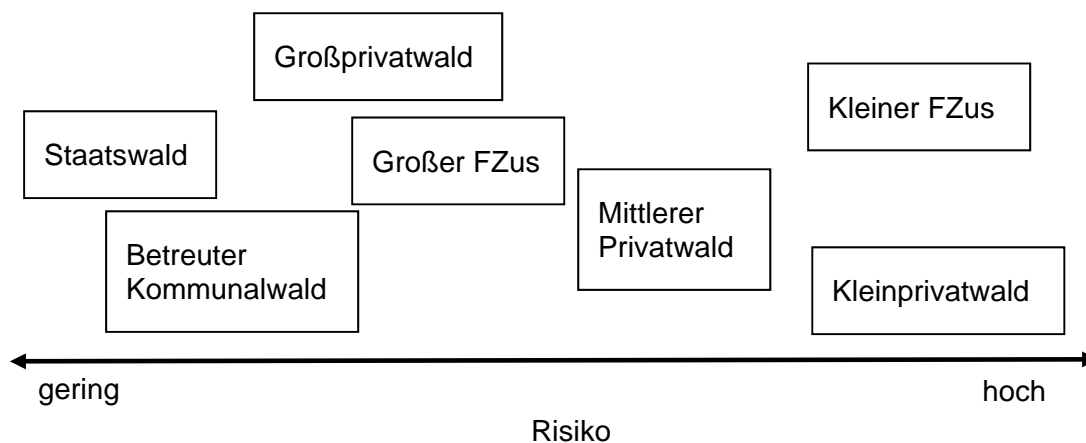 Großprivatwald
Kleiner FZus
Staatswald
Großer FZus
Mittlerer
Privatwald
Betreuter
Kommunalwald
Kleinprivatwald
gering
hoch
Risiko